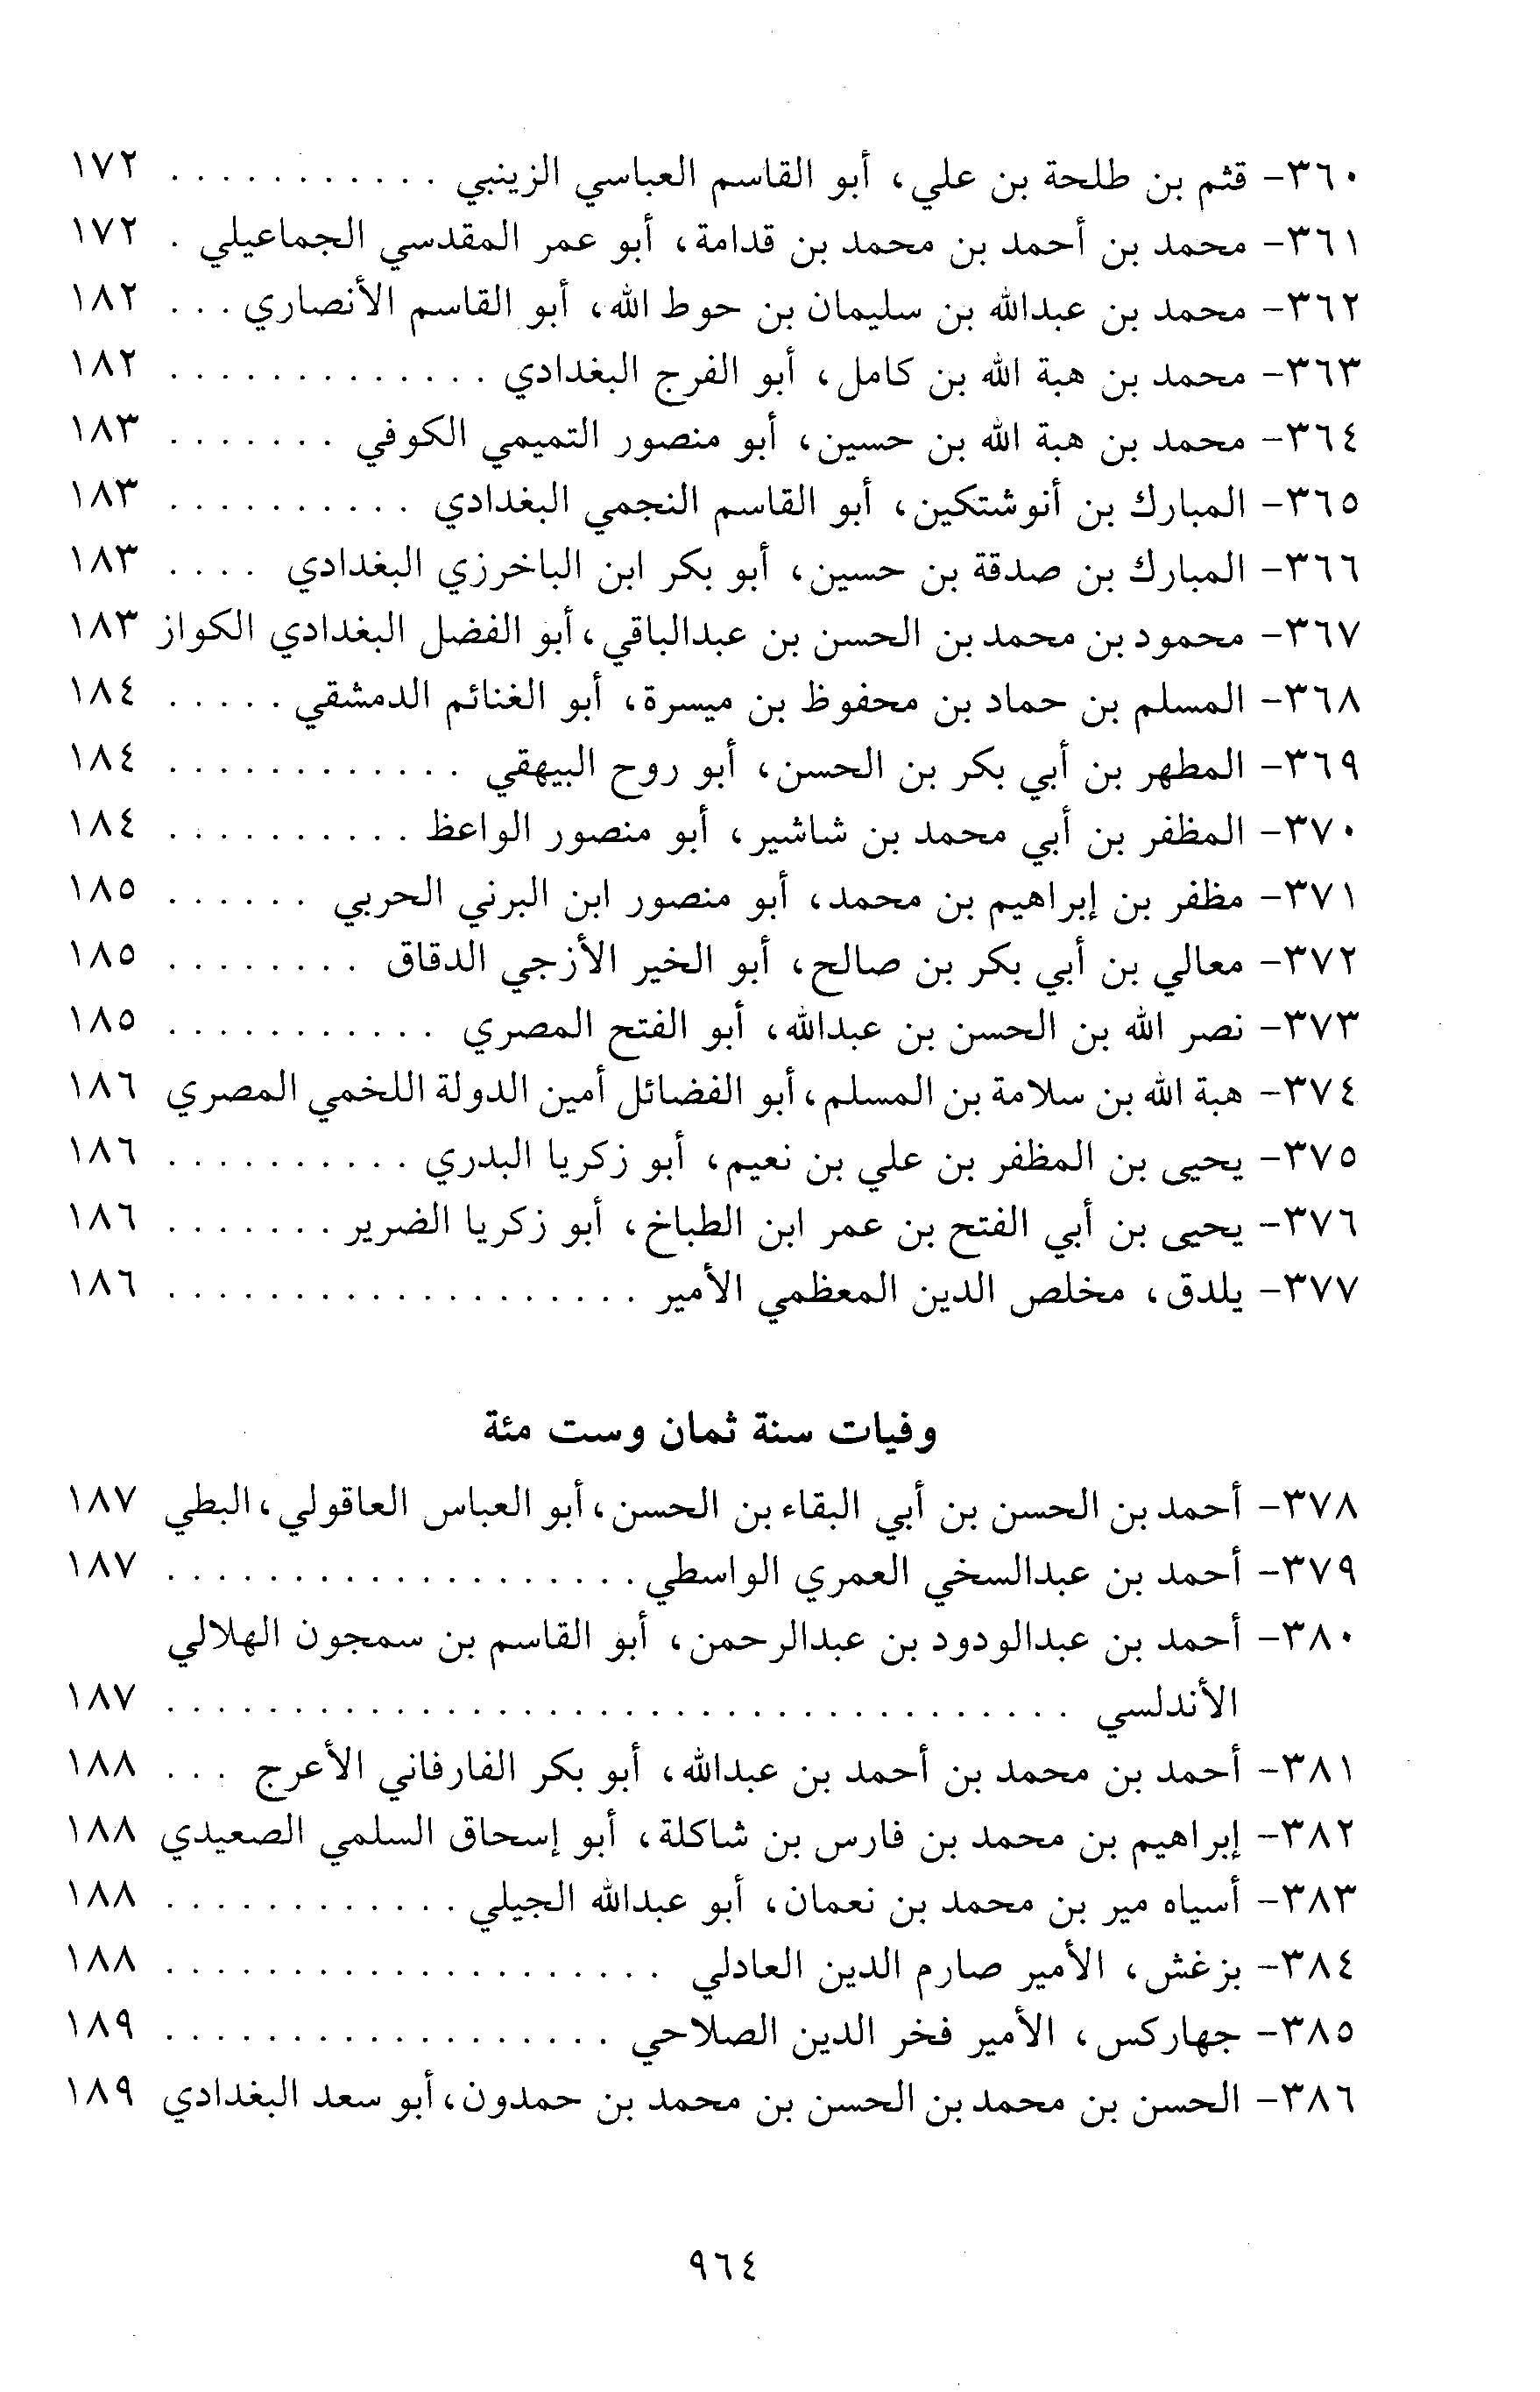 ٣٦٠- قثم بن طلحة بن علي، أبو القاسم العباسي الزينبي . . . . . . . . . . . ١٧٢
٣٦١- محمد بن أحمد بن محمد بن قدامة، أبو عمر المقدسي الجماعيلي . ١٧٢
٣٦٢- محمد بن عبدالله بن سليمان بن حوط الله، أبو القاسم الأنصاري . . . ١٨٢
٣٦٣- محمد بن هبة الله بن كامل، أبو الفرج البغدادي . . . . . . . . . . . . . ١٨٢
٣٦٤- محمد بن هبة الله بن حسين، أبو منصور التميمي الكوفي . . . . . . . ١٨٣
٣٦٥- المبارك بن أنوشتكين، أبو القاسم النجمي البغدادي . . . . . . . . . . ١٨٣
٣٦٦- المبارك بن صدقة بن حسين، أبو بكر ابن الباخرزي البغدادي . . . . ١٨٣
٣٦٧- محمود بن محمد بن الحسن بن عبدالباقي، أبو الفضل البغدادي الكواز ١٨٣
٣٦٨- المسلم بن حماد بن محفوظ بن ميسرة، أبو الغنائم الدمشقي . . . . . ١٨٤
٣٦٩- المطهر بن أبي بكر بن الحسن، أبو روح البيهقي . . . . . . . . . . . . ١٨٤
٣٧٠- المظفر بن أبي محمد بن شاشير، أبو منصور الواعظ . . . . . . . . . . ١٨٤
٣٧١- مظفر بن إبراهيم بن محمد، أبو منصور ابن البرني الحربي . . . . . . ١٨٥
٣٧٢- معالي بن أبي بكر بن صالح، أبو الخير الأزجي الدقاق . . . . . . . . ١٨٥
٣٧٣- نصر الله بن الحسن بن عبدالله، أبو الفتح المصري . . . . . . . . . . . ١٨٥
٣٧٤- هبة الله بن سلامة بن المسلم، أبو الفضائل أمين الدولة اللخمي المصري ١٨٦
٣٧٥- يحيى بن المظفر بن علي بن نعيم، أبو زكريا البدري . . . . . . . . . . ١٨٦
٣٧٦- يحيى بن أبي الفتح بن عمر ابن الطباخ، أبو زكريا الضرير . . . . . . . ١٨٦
٣٧٧- يلدق، مخلص الدين المعظمي الأمير . . . . . . . . . . . . . . . . . . . ١٨٦
وفيات سنة ثمان وست مئة
٣٧٨- أحمد بن الحسن بن أبي البقاء بن الحسن، أبو العباس العاقولي، البطي ١٨٧
٣٧٩- أحمد بن عبدالسخي العمري الواسطي . . . . . . . . . . . . . . . . . . . ١٨٧
٣٨٠- أحمد بن عبدالودود بن عبدالرحمن، أبو القاسم بن سمجون الهلالي
الأندلسي . . . . . . . . . . . . . . . . . . . . . . . . . . . . . . . . . . . . ١٨٧
٣٨١- أحمد بن محمد بن أحمد بن عبدالله، أبو بكر الفارفاني الأعرج . . . ١٨٨
٣٨٢- إبراهيم بن محمد بن فارس بن شاكلة، أبو إسحاق السلمي الصعيدي ١٨٨
٣٨٣- أسياه مير بن محمد بن نعمان، أبو عبدالله الجيلي . . . . . . . . . . . . ١٨٨
٣٨٤- بزغش، الأمير صارم الدين العادلي . . . . . . . . . . . . . . . . . . . . ١٨٨
٣٨٥- جهاركس، الأمير فخر الدين الصلاحي . . . . . . . . . . . . . . . . . . ١٨٩
٣٨٦- الحسن بن محمد بن الحسن بن محمد بن حمدون، أبو سعد البغدادي ١٨٩
٩٦٤